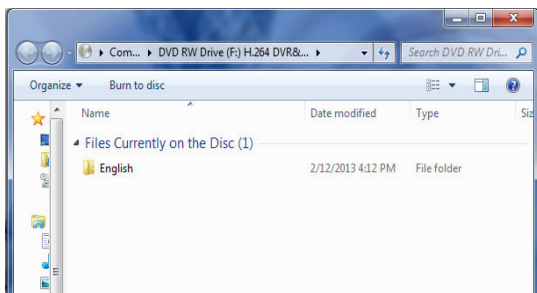 Com... DVD RW Drive (F:) H.264 DVR&... Search DVD RW Dri...
Organize Burn to disc
Name Date modified Type Siz
Files Currently on the Disc (1)
English 2/12/2013 4:12 PM File folder